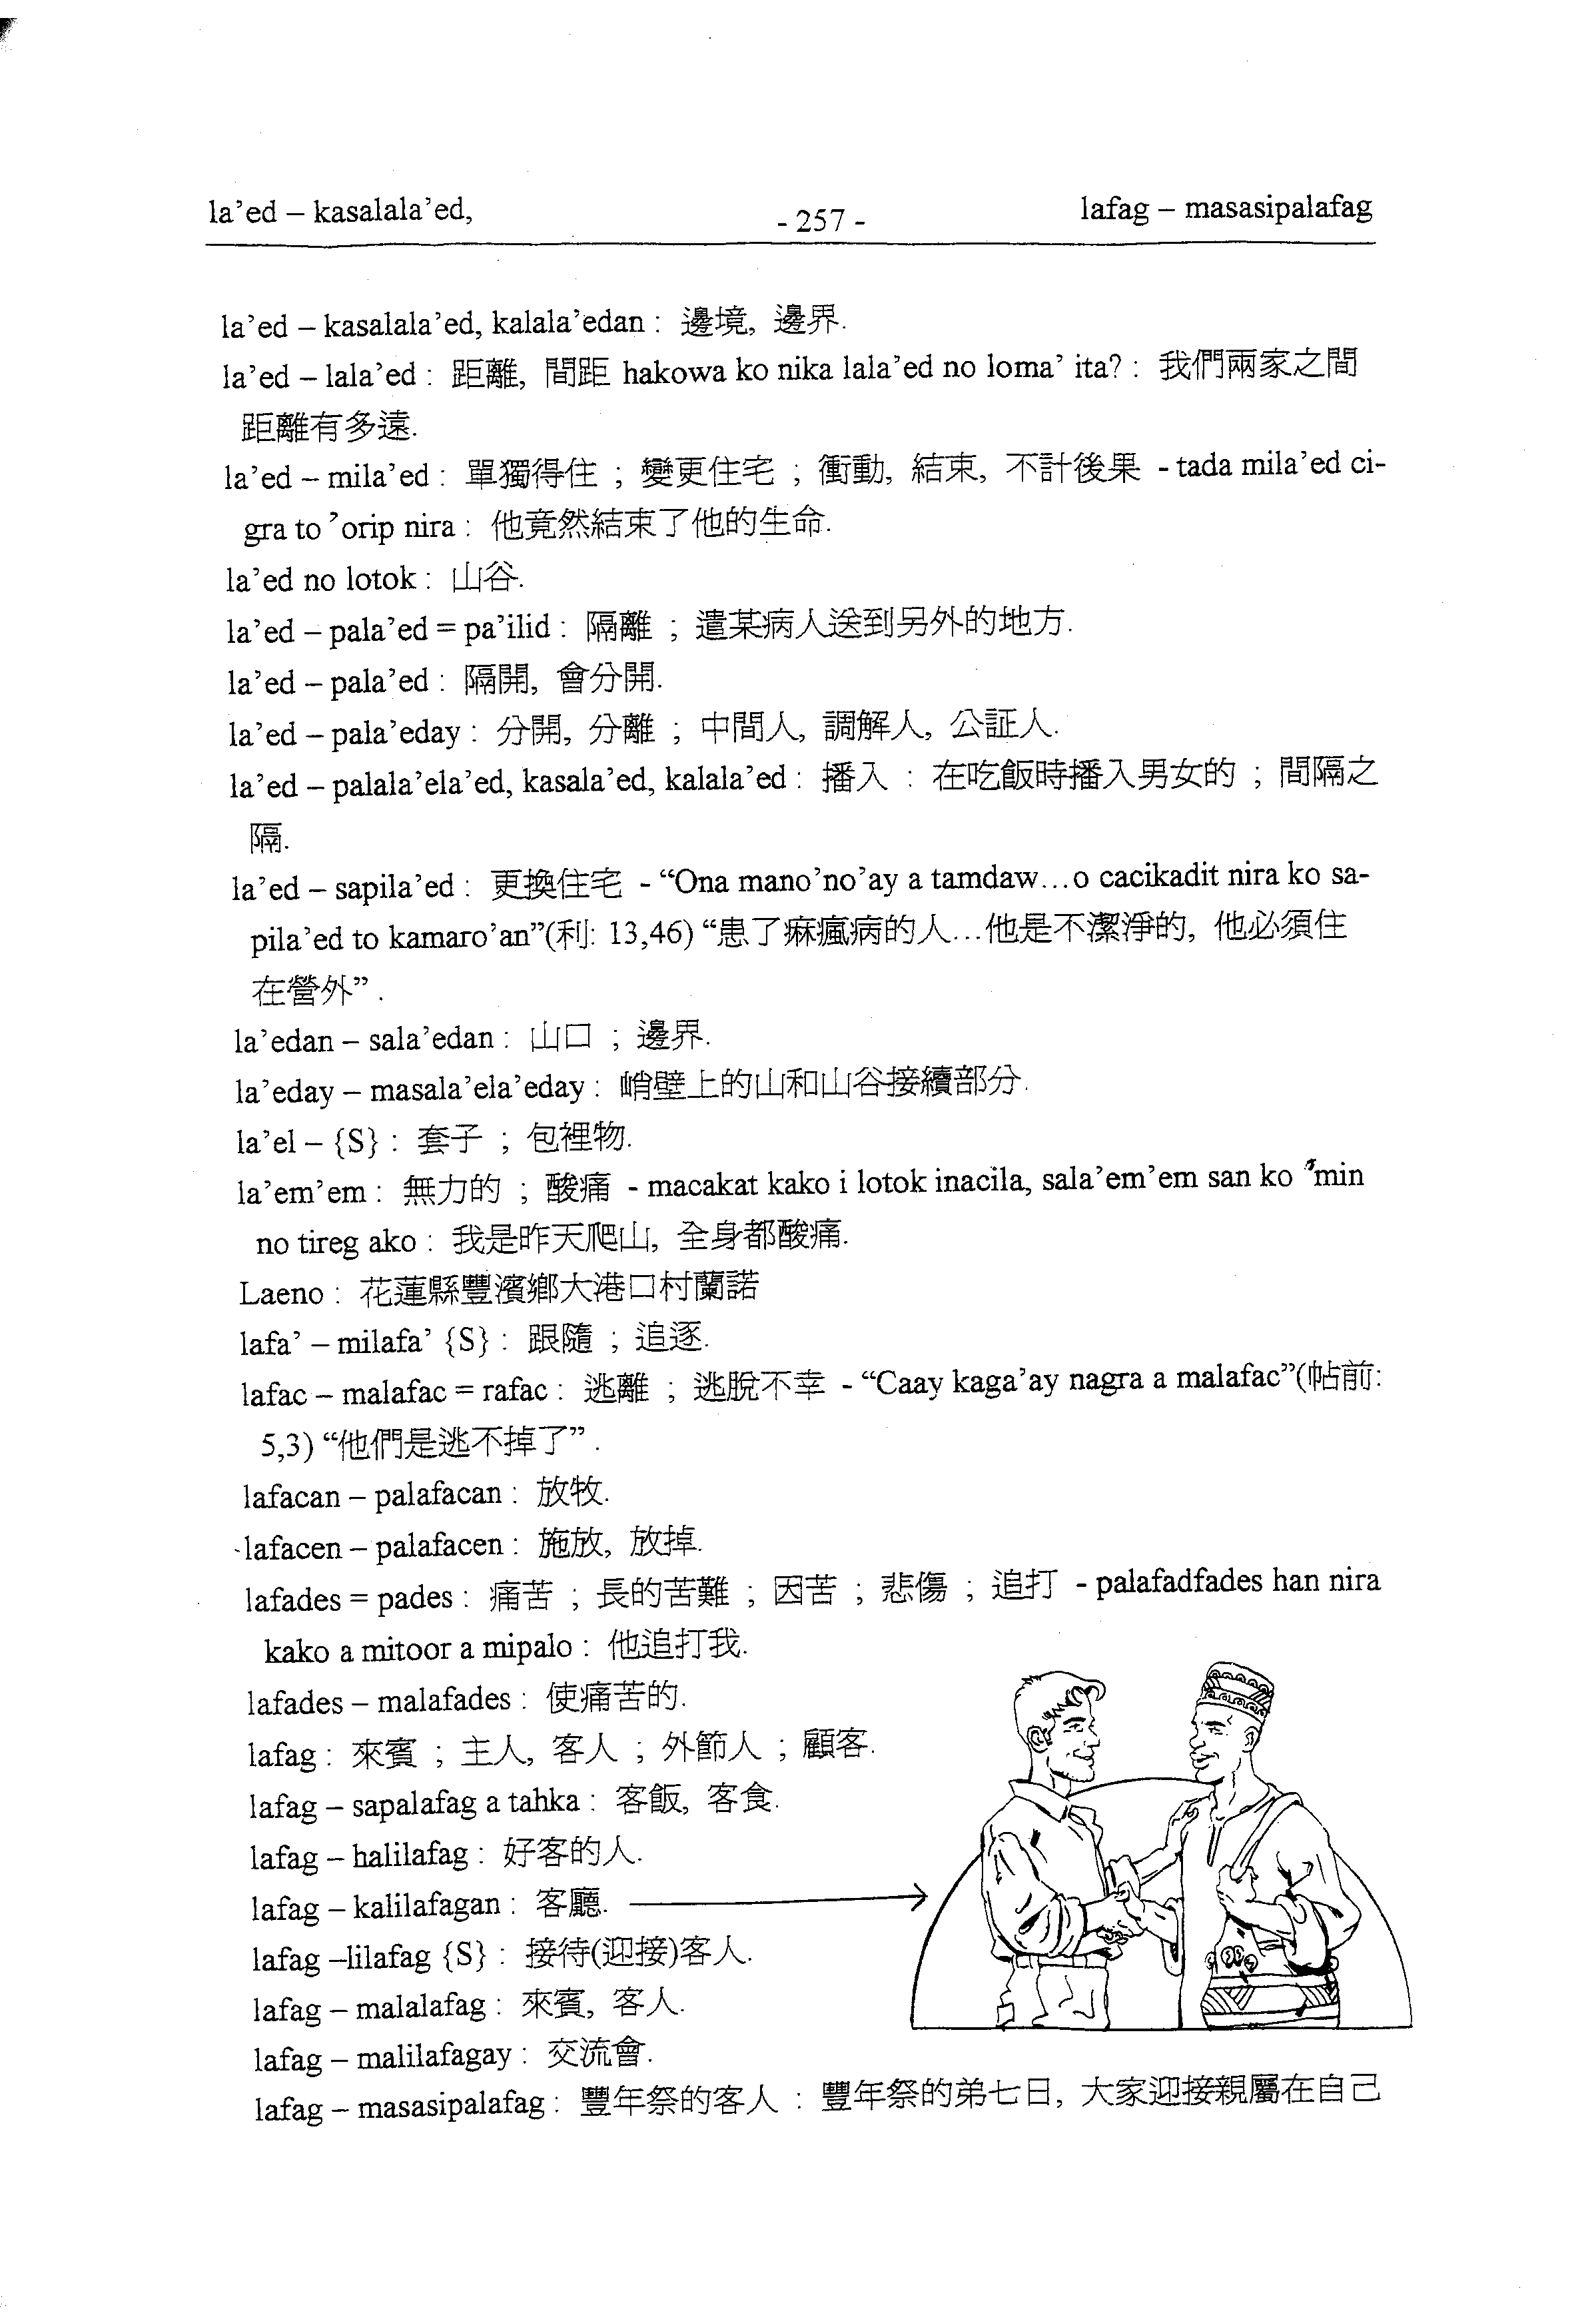 la’ed – kasalala’ed,
- 257 -
lafag – masasipalafag
la’ed – kasalala’ed, kalala’edan : 邊境, 邊界.
la’ed – lala’ed : 距離, 間距 hakowa ko nika lala’ed no loma’ ita? : 我們兩家之間
距離有多遠.
la’ed – mila’ed : 單獨得住 ; 變更住宅 ; 衝動, 結束, 不計後果 - tada mila’ed ci-
gra to ’orip nira : 他竟然結束了他的生命.
la’ed no lotok : 山谷.
la’ed – pala’ed = pa’ilid : 隔離 ; 遣某病人送到另外的地方.
la’ed – pala’ed : 隔開, 會分開.
la’ed – pala’eday : 分開, 分離 ; 中間人, 調解人, 公証人.
la’ed – palala’ela’ed, kasala’ed, kalala’ed : 播入 : 在吃飯時播入男女的 ; 間隔之
隔.
la’ed – sapila’ed : 更換住宅 - “Ona mano’no’ay a tamdaw…o cacikadit nira ko sa-
pila’ed to kamaro’an”(利: 13,46) “患了痲瘋病的人…他是不潔淨的, 他必須住
在營外” .
la’edan – sala’edan : 山口 ; 邊界.
la’eday – masala’ela’eday : 峭壁上的山和山谷接續部分.
la’el – {S} : 套子 ; 包裡物.
la’em’em : 無力的 ; 酸痛 - macakat kako i lotok inacila, sala’em’em san ko ’min
no tireg ako : 我是昨天爬山, 全身都酸痛.
Laeno : 花蓮縣豐濱鄉大港口村蘭諾
lafa’ – milafa’ {S} : 跟隨 ; 追逐.
lafac – malafac = rafac : 逃離 ; 逃脫不幸 - “Caay kaga’ay nagra a malafac”(帖前:
5,3) “他們是逃不掉了” .
lafacan – palafacan : 放牧.
lafacen – palafacen : 施放, 放掉.
lafades = pades : 痛苦 ; 長的苦難 ; 因苦 ; 悲傷 ; 追打 - palafadfades han nira
kako a mitoor a mipalo : 他追打我.
lafades – malafades : 使痛苦的.
lafag : 來賓 ; 主人, 客人 ; 外節人 ; 顧客.
lafag – sapalafag a tahka : 客飯, 客食.
lafag – halilafag : 好客的人.
lafag – kalilafagan : 客廳.
lafag –lilafag {S} : 接待(迎接)客人.
lafag – malalafag : 來賓, 客人.
lafag – malilafagay : 交流會.
lafag – masasipalafag : 豐年祭的客人 : 豐年祭的弟七日, 大家迎接親屬在自己